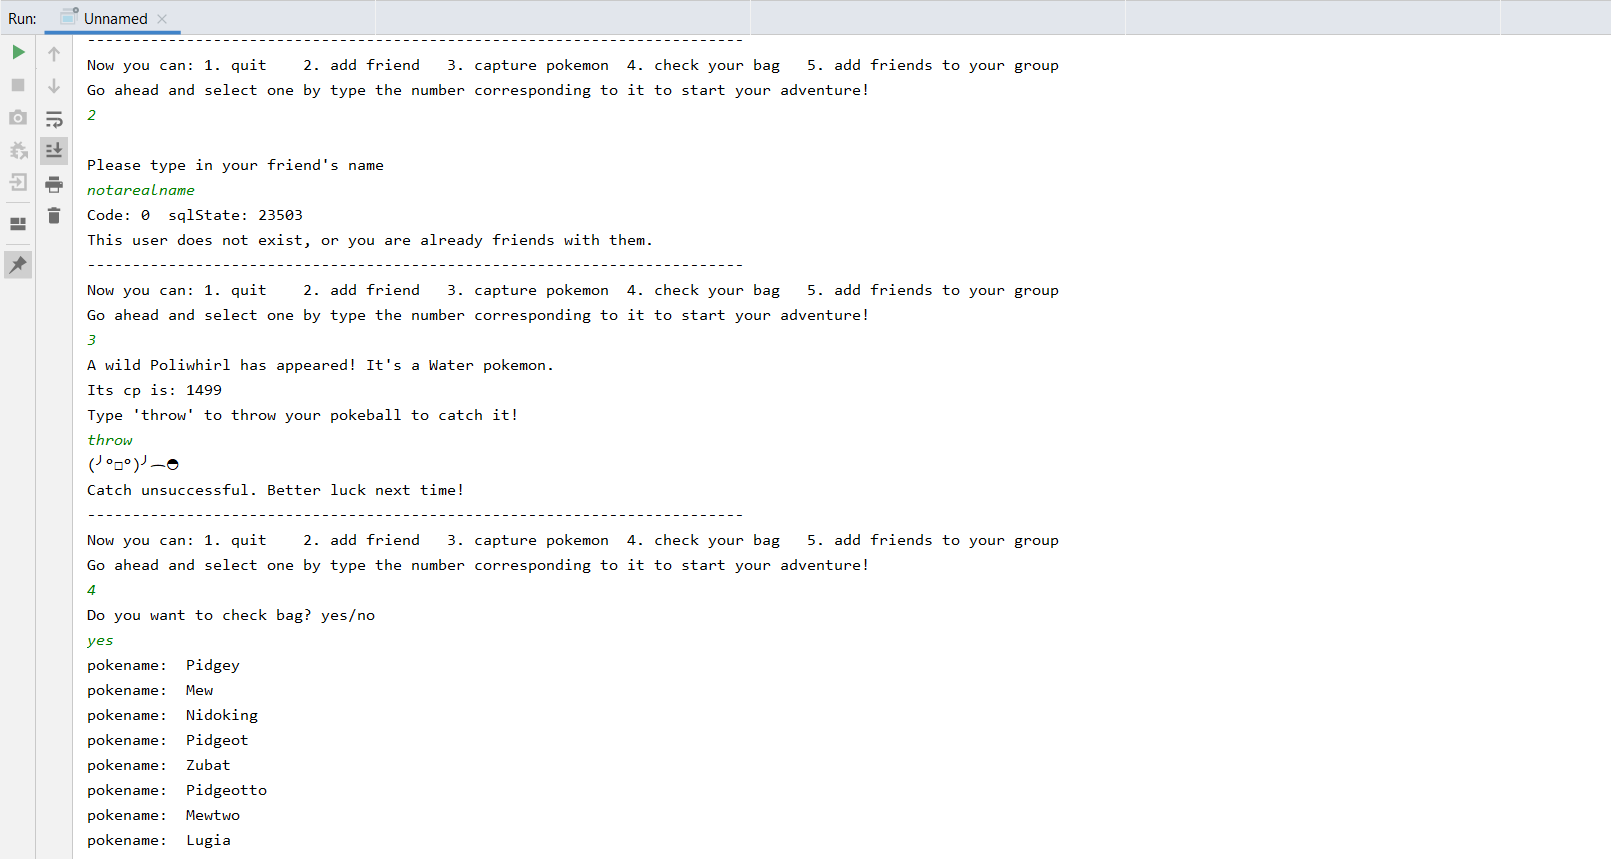 Run: Unnamed
------------------------------------------------------------------------
Now you can: 1. quit    2. add friend   3. capture pokemon  4. check your bag   5. add friends to your group
Go ahead and select one by type the number corresponding to it to start your adventure!
2
Please type in your friend's name
notarealname
Code: 0  sqlState: 23503
This user does not exist, or you are already friends with them.
-------------------------------------------------------------------------
Now you can: 1. quit    2. add friend   3. capture pokemon  4. check your bag   5. add friends to your group
Go ahead and select one by type the number corresponding to it to start your adventure!
3
A wild Poliwhirl has appeared! It's a Water pokemon.
Its cp is: 1499
Type 'throw' to throw your pokeball to catch it!
throw
(╯°□°)╯︵◓
Catch unsuccessful. Better luck next time!
-------------------------------------------------------------------------
Now you can: 1. quit    2. add friend   3. capture pokemon  4. check your bag   5. add friends to your group
Go ahead and select one by type the number corresponding to it to start your adventure!
4
Do you want to check bag? yes/no
yes
pokename:  Pidgey
pokename:  Mew
pokename:  Nidoking
pokename:  Pidgeot
pokename:  Zubat
pokename:  Pidgeotto
pokename:  Mewtwo
pokename:  Lugia